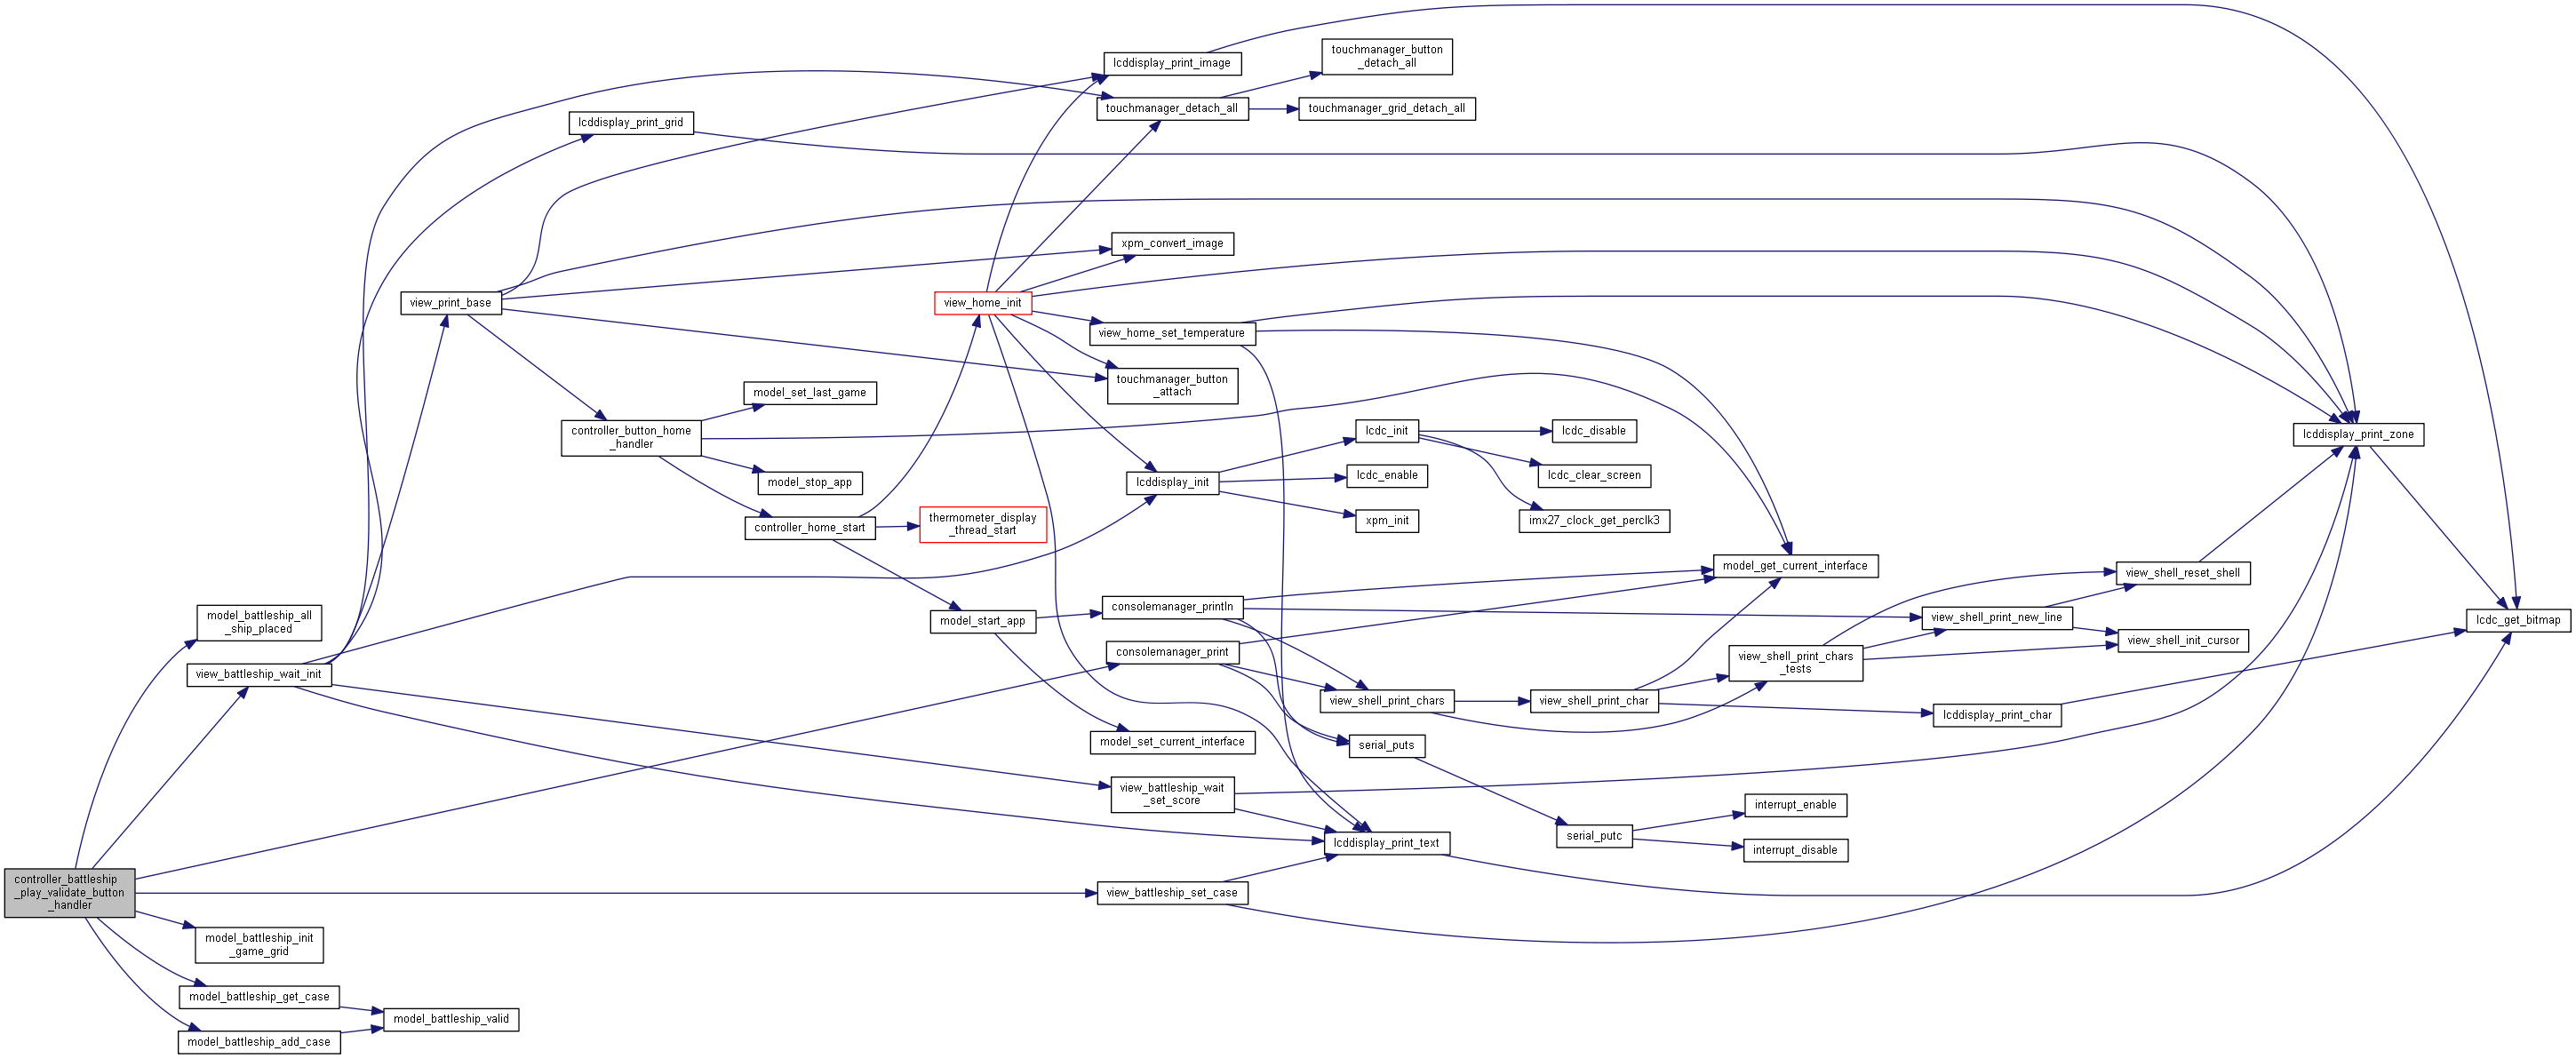 controller_battleship
_play_validate_button
_handler
model_battleship_all
_ship_placed
view_battleship_wait_init
model_battleship_init
_game_grid
model_battleship_get_case
model_battleship_add_case
model_battleship_valid
view_print_base
lcddisplay_print_grid
controller_button_home
_handler
model_set_last_game
model_stop_app
controller_home_start
thermometer_display
_thread_start
view_home_init
model_start_app
lcddisplay_print_image
touchmanager_detach_all
touchmanager_button
_detach_all
touchmanager_grid_detach_all
xpm_convert_image
view_home_set_temperature
touchmanager_button
_attach
lcddisplay_init
lcdc_init
lcdc_enable
xpm_init
lcdc_disable
lcdc_clear_screen
imx27_clock_get_perclk3
consolemanager_println
consolemanager_print
model_set_current_interface
view_battleship_wait
_set_score
view_battleship_set_case
view_shell_print_chars
serial_puts
lcddisplay_print_text
view_shell_print_char
serial_putc
interrupt_enable
interrupt_disable
model_get_current_interface
view_shell_print_chars
_tests
lcddisplay_print_char
view_shell_print_new_line
view_shell_reset_shell
view_shell_init_cursor
lcddisplay_print_zone
lcdc_get_bitmap